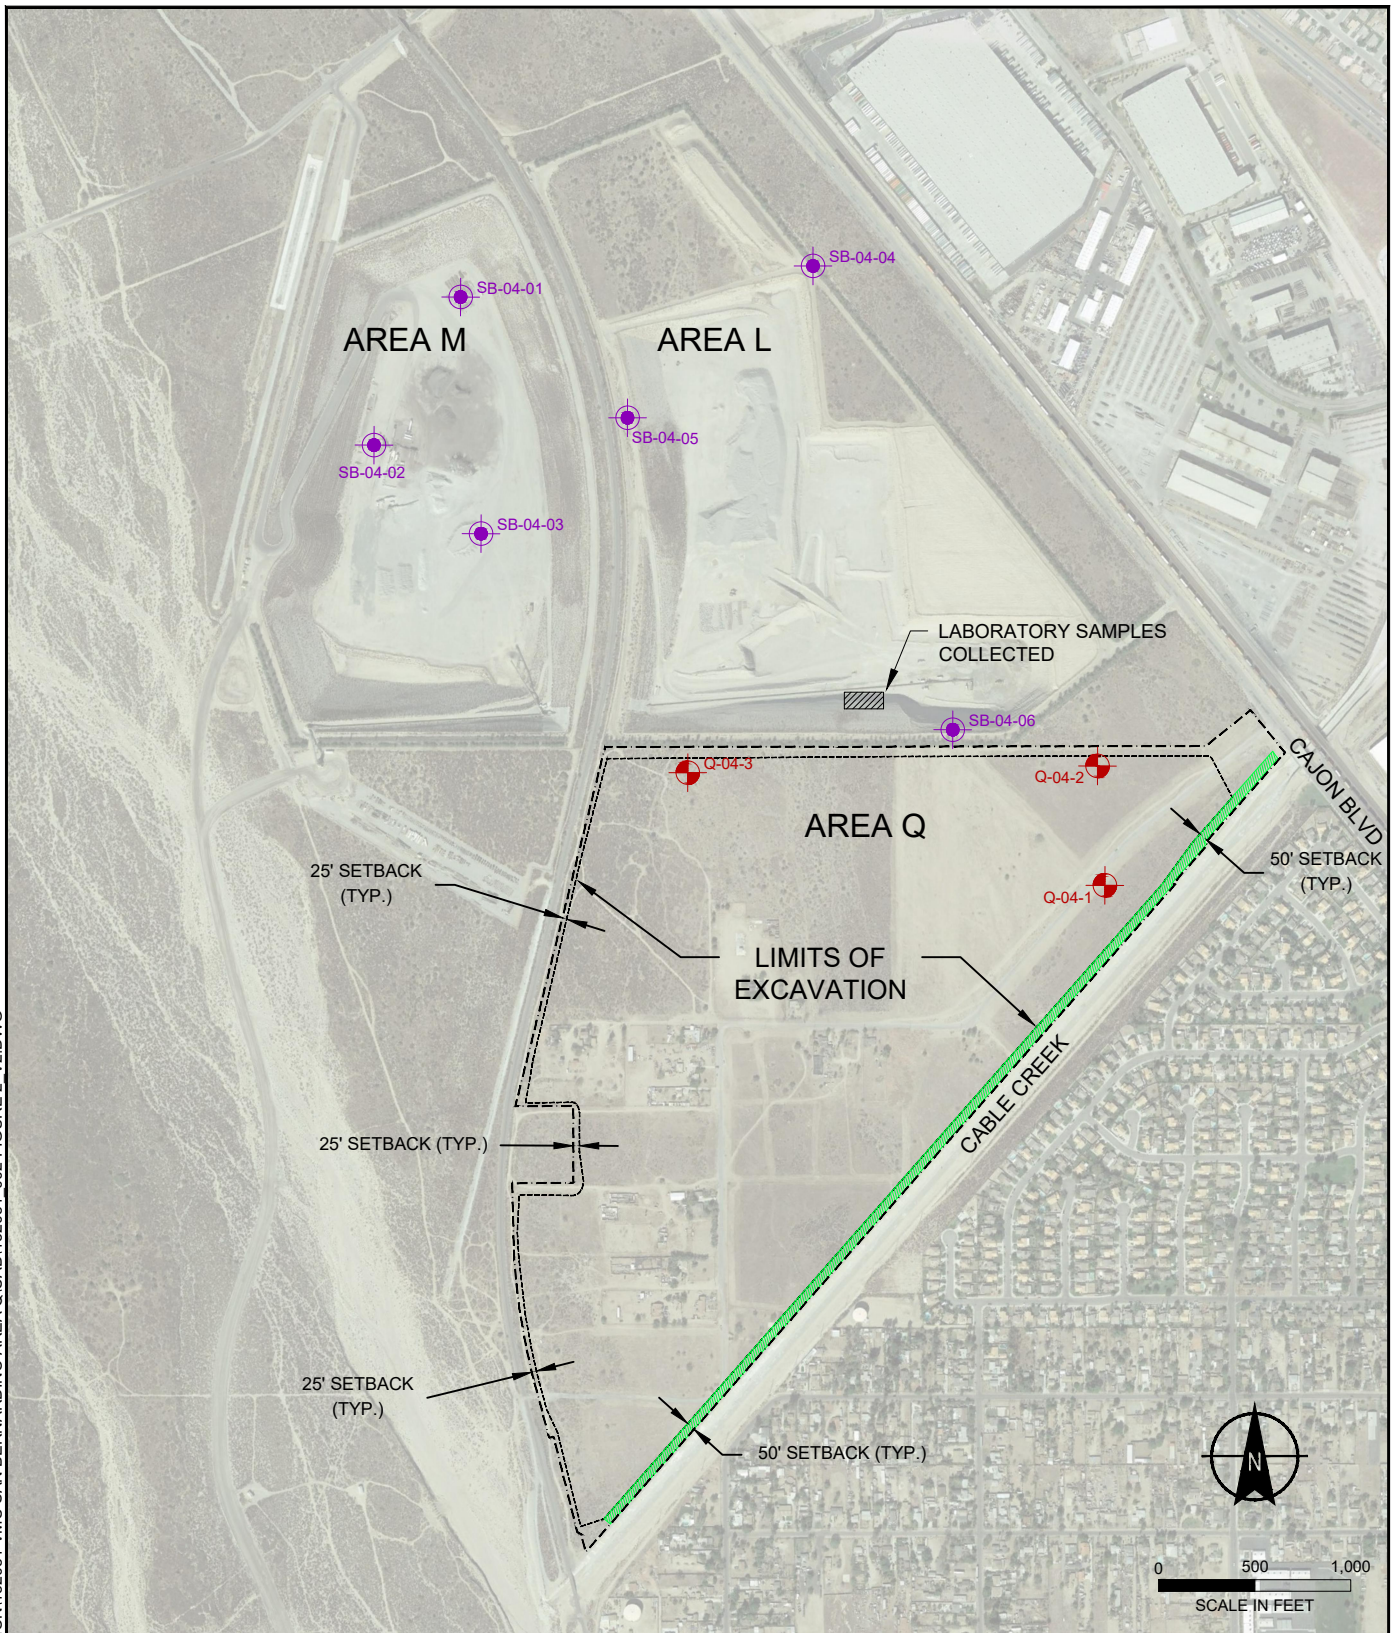 SB-04-04
SB-04-01
AREA M
AREA L
SB-04-05
SB-04-02
SB-04-03
LABORATORY SAMPLES
COLLECTED
SB-04-06
CAJON BLVD
Q-04-3
Q-04-2
AREA Q
50' SETBACK
(TYP.)
25' SETBACK
(TYP.)
Q-04-1
LIMITS OF
EXCAVATION
CABLE CREEK
25' SETBACK (TYP.)
25' SETBACK
(TYP.)
50' SETBACK (TYP.)
N
0 500 1,000
SCALE IN FEET